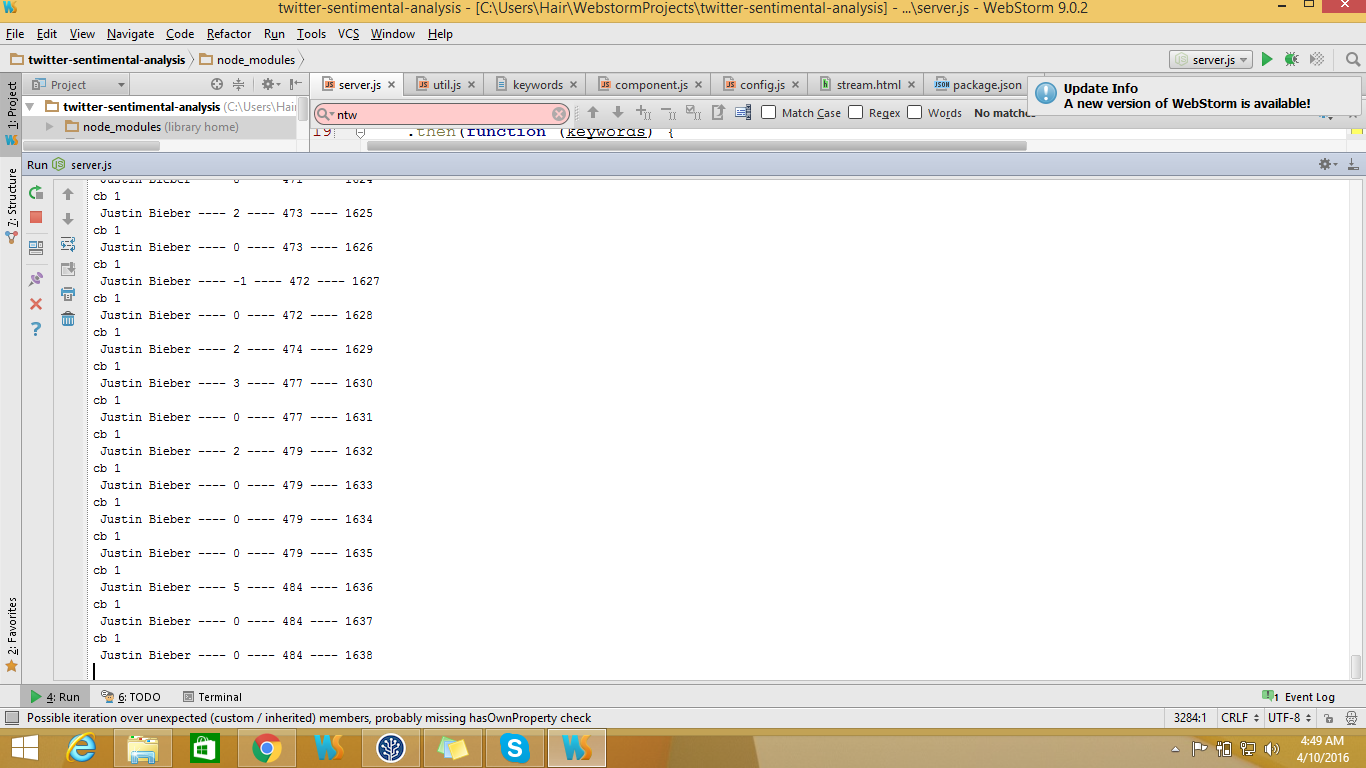 twitter-sentimental-analysis - [C:\Users\Hair\WebstormProjects\twitter-sentimental-analysis] - ...\server.js - WebStorm 9.0.2
File Edit View Navigate Code Refactor Run Tools VCS Window Help
twitter-sentimental-analysis node_modules server.js
Project server.js util.js keywords component.js config.js stream.html package.json
Update Info
A new version of WebStorm is available!
1: Project
twitter-sentimental-analysis (C:\Users\Hair
node_modules (library home)
ntw Match Case Regex Words No matches
19 .then(function (keywords) {
Run server.js
7: Structure
2: Favorites
Justin Bieber ---- 0 ---- 471 ---- 1624
cb 1
Justin Bieber ---- 2 ---- 473 ---- 1625
cb 1
Justin Bieber ---- 0 ---- 473 ---- 1626
cb 1
Justin Bieber ---- -1 ---- 472 ---- 1627
cb 1
Justin Bieber ---- 0 ---- 472 ---- 1628
cb 1
Justin Bieber ---- 2 ---- 474 ---- 1629
cb 1
Justin Bieber ---- 3 ---- 477 ---- 1630
cb 1
Justin Bieber ---- 0 ---- 477 ---- 1631
cb 1
Justin Bieber ---- 2 ---- 479 ---- 1632
cb 1
Justin Bieber ---- 0 ---- 479 ---- 1633
cb 1
Justin Bieber ---- 0 ---- 479 ---- 1634
cb 1
Justin Bieber ---- 0 ---- 479 ---- 1635
cb 1
Justin Bieber ---- 5 ---- 484 ---- 1636
cb 1
Justin Bieber ---- 0 ---- 484 ---- 1637
cb 1
Justin Bieber ---- 0 ---- 484 ---- 1638
4: Run 6: TODO Terminal 1 Event Log
Possible iteration over unexpected (custom / inherited) members, probably missing hasOwnProperty check 3284:1 CRLF UTF-8
4:49 AM
4/10/2016